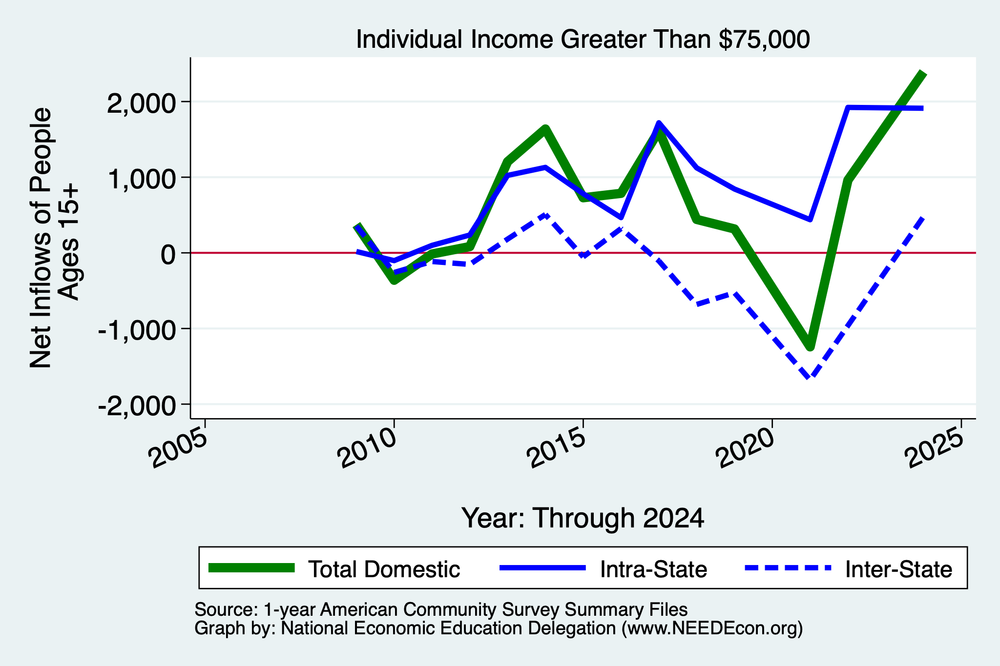 Individual Income Greater Than $75,000
Net Inflows of People
Ages 15+
2,000
1,000
0
-1,000
-2,000
2005
2010
2015
2020
2025
Year: Through 2024
Total Domestic
Intra-State
Inter-State
Source: 1-year American Community Survey Summary Files
Graph by: National Economic Education Delegation (www.NEEDEcon.org)